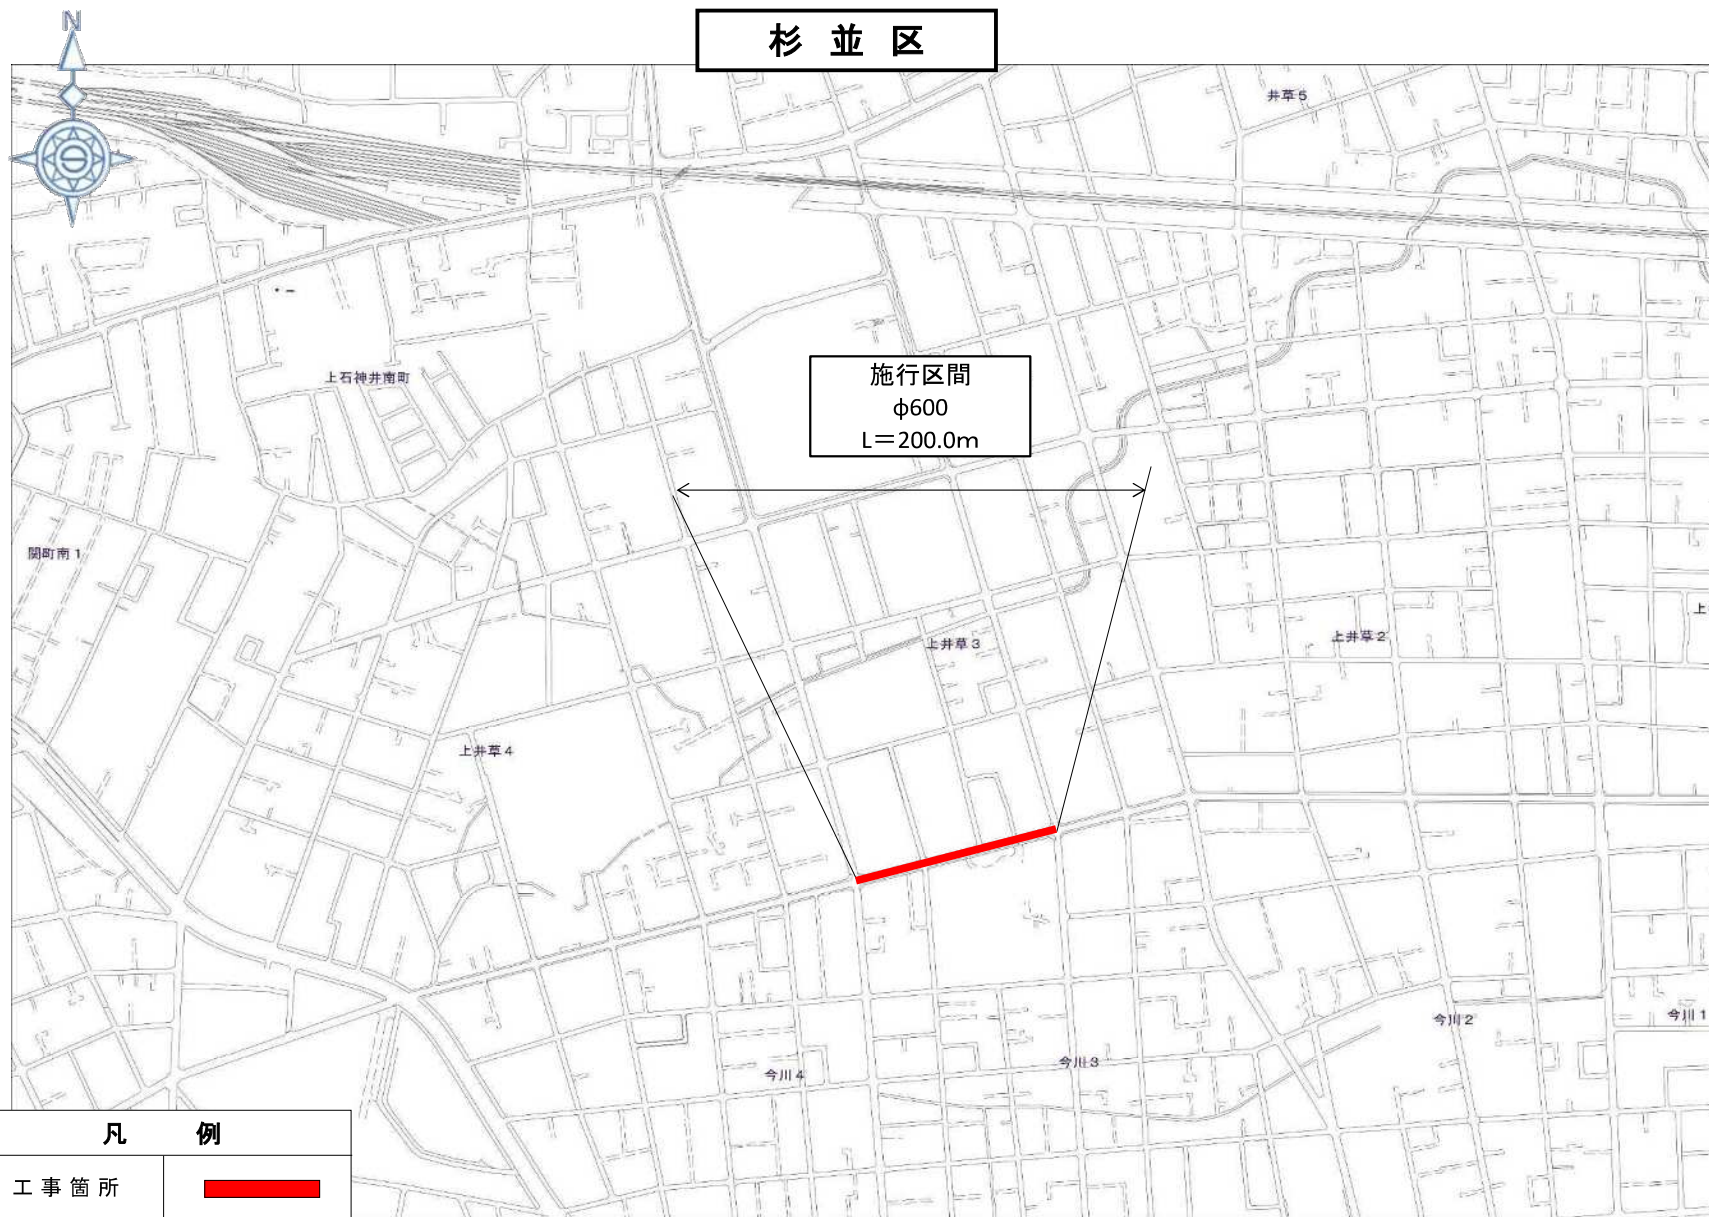 杉並区
N
井草5
上石神井南町
施行区間
φ600
L＝200.0m
関町南1
上井草3
上井草2
上
上井草4
今川2
今川1
今川3
今川4
凡 例
工事箇所